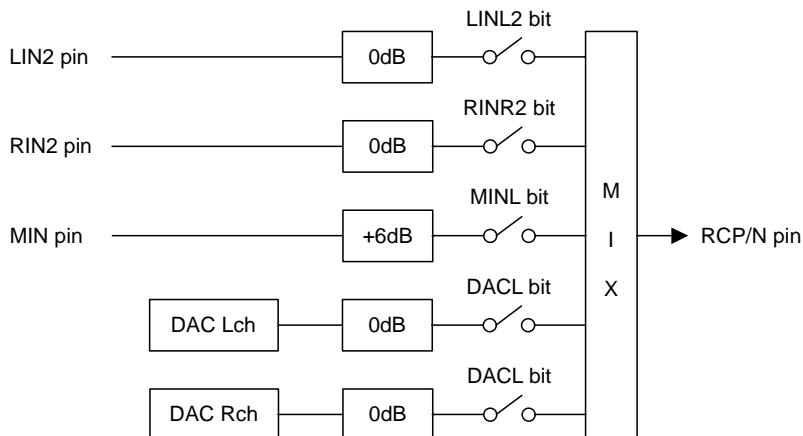 LINL2 bit
LIN2 pin 0dB
RINR2 bit
RIN2 pin 0dB
MINL bit
MIN pin +6dB
M
I
X
RCP/N pin
DACL bit
DAC Lch 0dB
DACL bit
DAC Rch 0dB